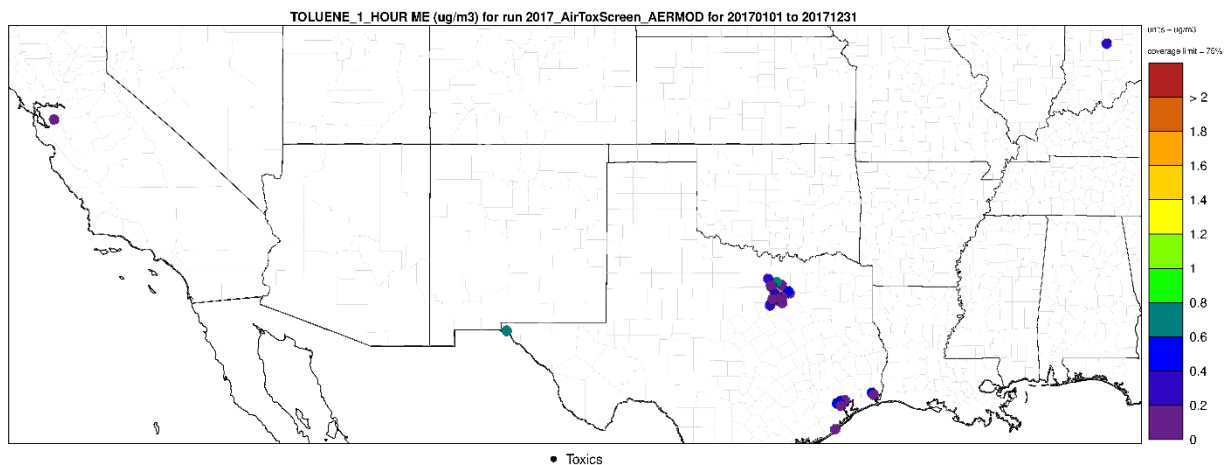 TOLUENE_1_HOUR ME (ug/m3) for run 2017_AirToxScreen_AERMOD for 20170101 to 20171231
units = ug/m3
coverage limit = 75%
> 2
1.8
1.6
1.4
1.2
1
0.8
0.6
0.4
0.2
0
Toxics